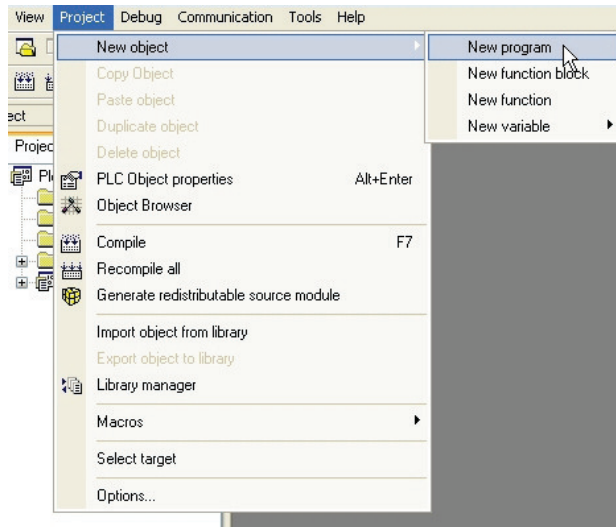 View Project Debug Communication Tools Help
New object
New program
New function block
New function
New variable
Copy Object
Paste object
Duplicate object
Delete object
PLC Object properties Alt+Enter
Object Browser
Compile F7
Recompile all
Generate redistributable source module
Import object from library
Export object to library
Library manager
Macros
Select target
Options...
ect
Projec